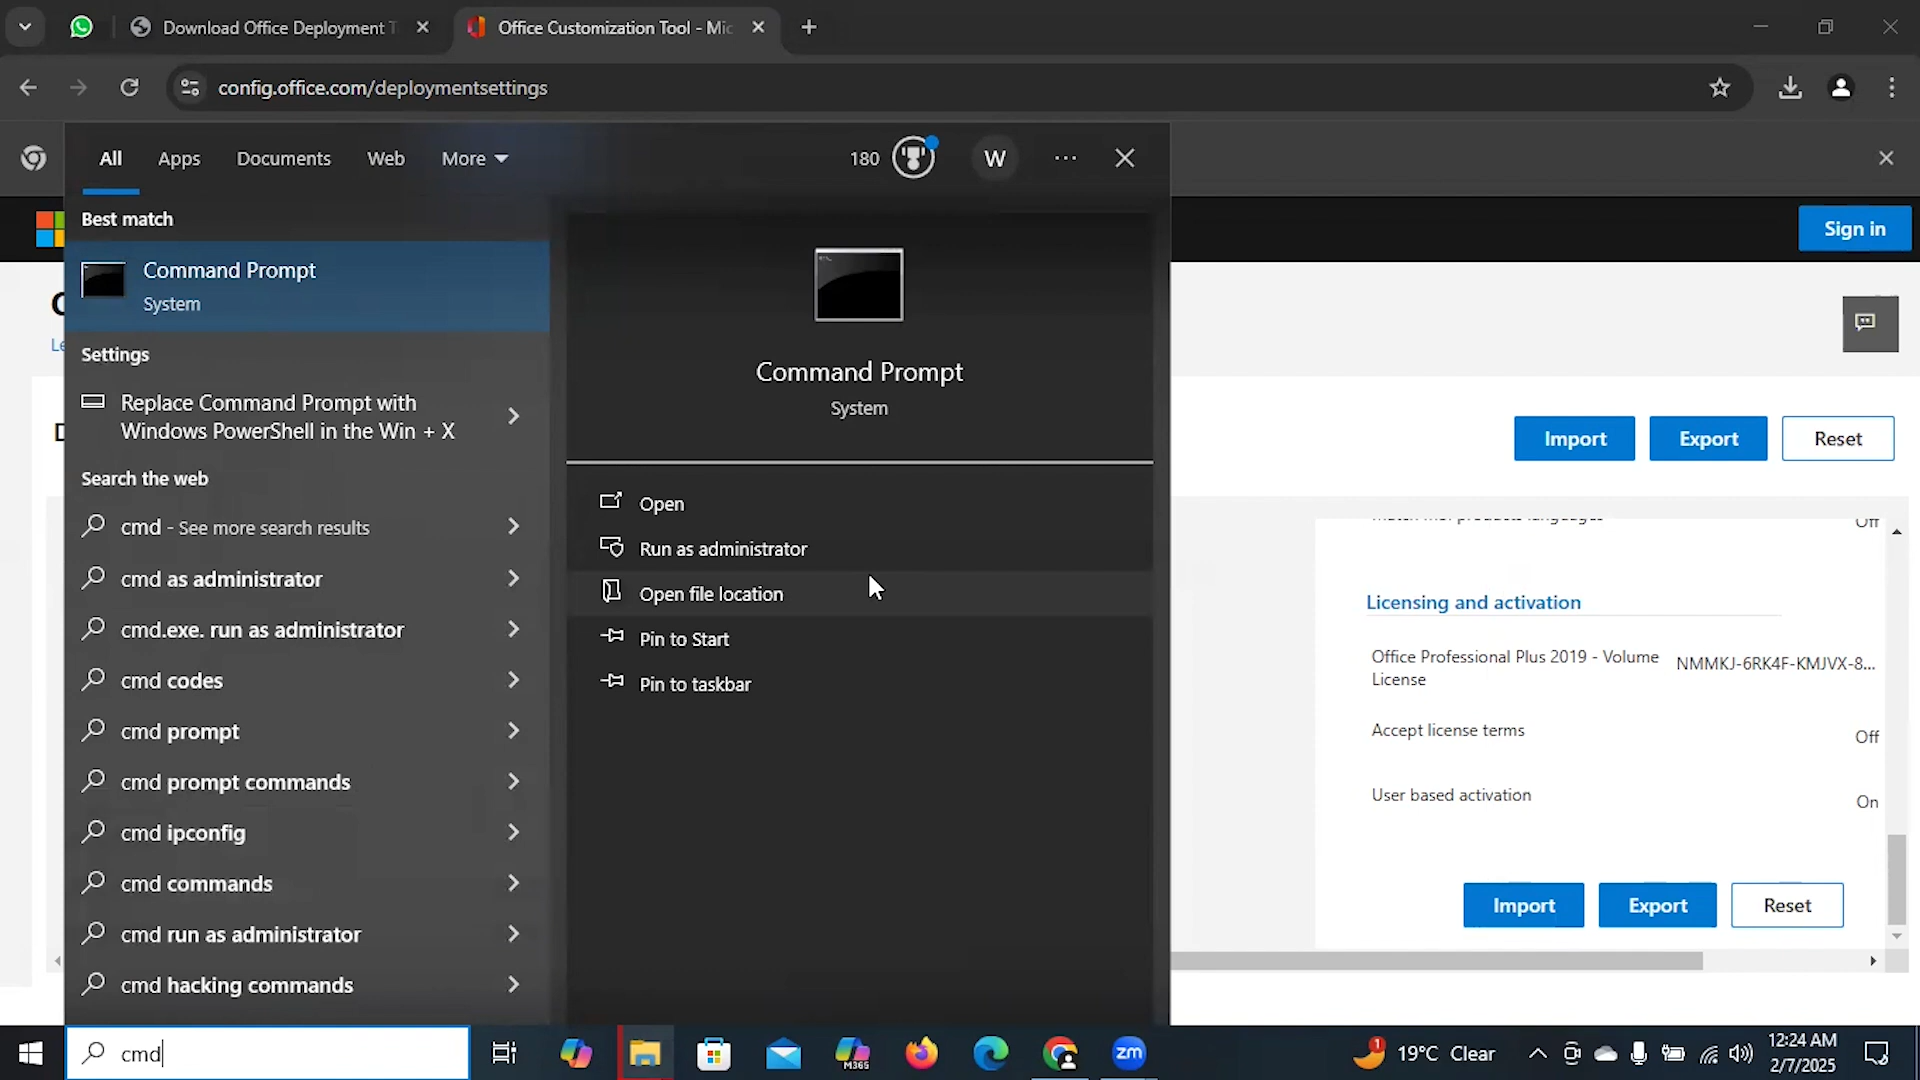 Download Office Deployment T
Office Customization Tool - Mic
config.office.com/deploymentsettings
All
Apps
Documents
Web
More
180
W
Best match
Command Prompt
System
Settings
Replace Command Prompt with
Windows PowerShell in the Win + X
Search the web
cmd - See more search results
cmd as administrator
cmd.exe. run as administrator
cmd codes
cmd prompt
cmd prompt commands
cmd ipconfig
cmd commands
cmd run as administrator
cmd hacking commands
Command Prompt
System
Open
Run as administrator
Open file location
Pin to Start
Pin to taskbar
Sign in
Import
Export
Reset
Off
Licensing and activation
Office Professional Plus 2019 - Volume
License
NMMKJ-6RK4F-KMJVX-8...
Accept license terms
Off
User based activation
On
Import
Export
Reset
cmd
M365
zm
1
19°C Clear
12:24 AM
2/7/2025